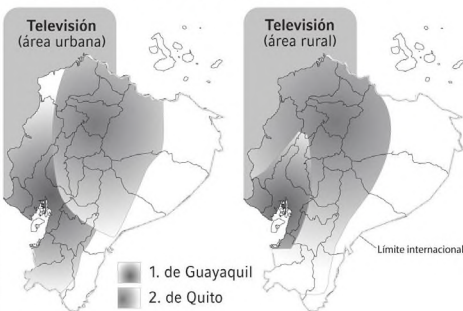 Televisión
(área urbana)
Televisión
(área rural)
Límite internacional
1. de Guayaquil
2. de Quito